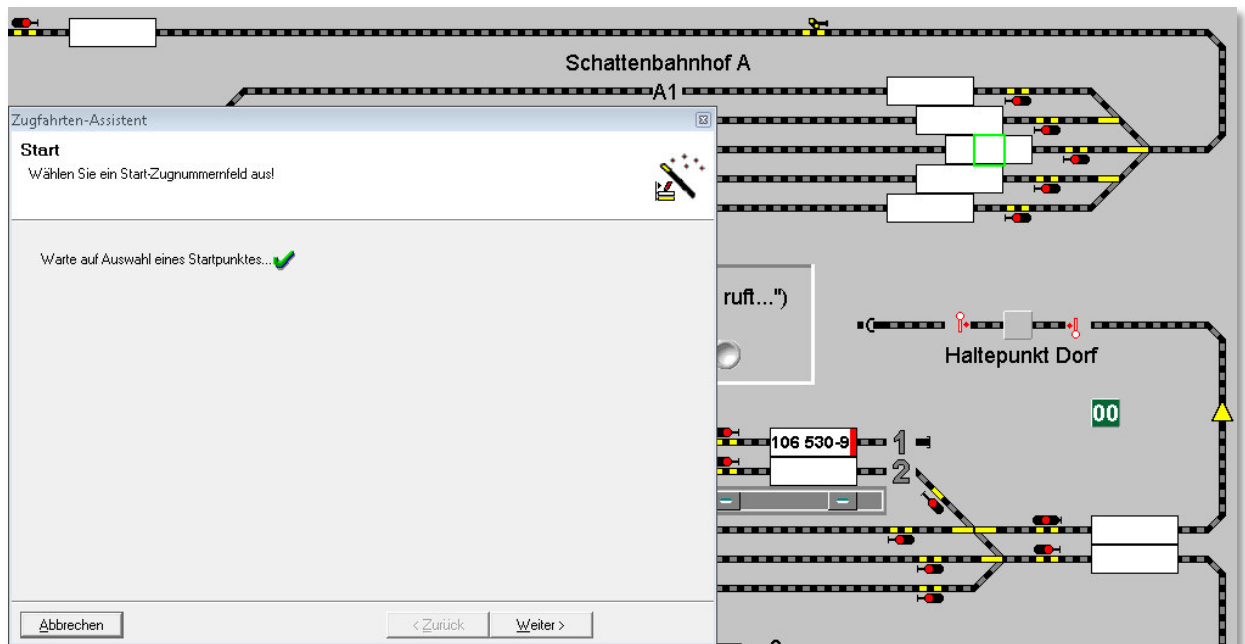 Schattenbahnhof A
A1
Zugfahrten-Assistent
Start
Wählen Sie ein Start-Zugnummernfeld aus!
Warte auf Auswahl eines Startpunktes...
ruft...")
Haltepunkt Dorf
00
106 530-9
1
2
Abbrechen
< Zurück
Weiter >